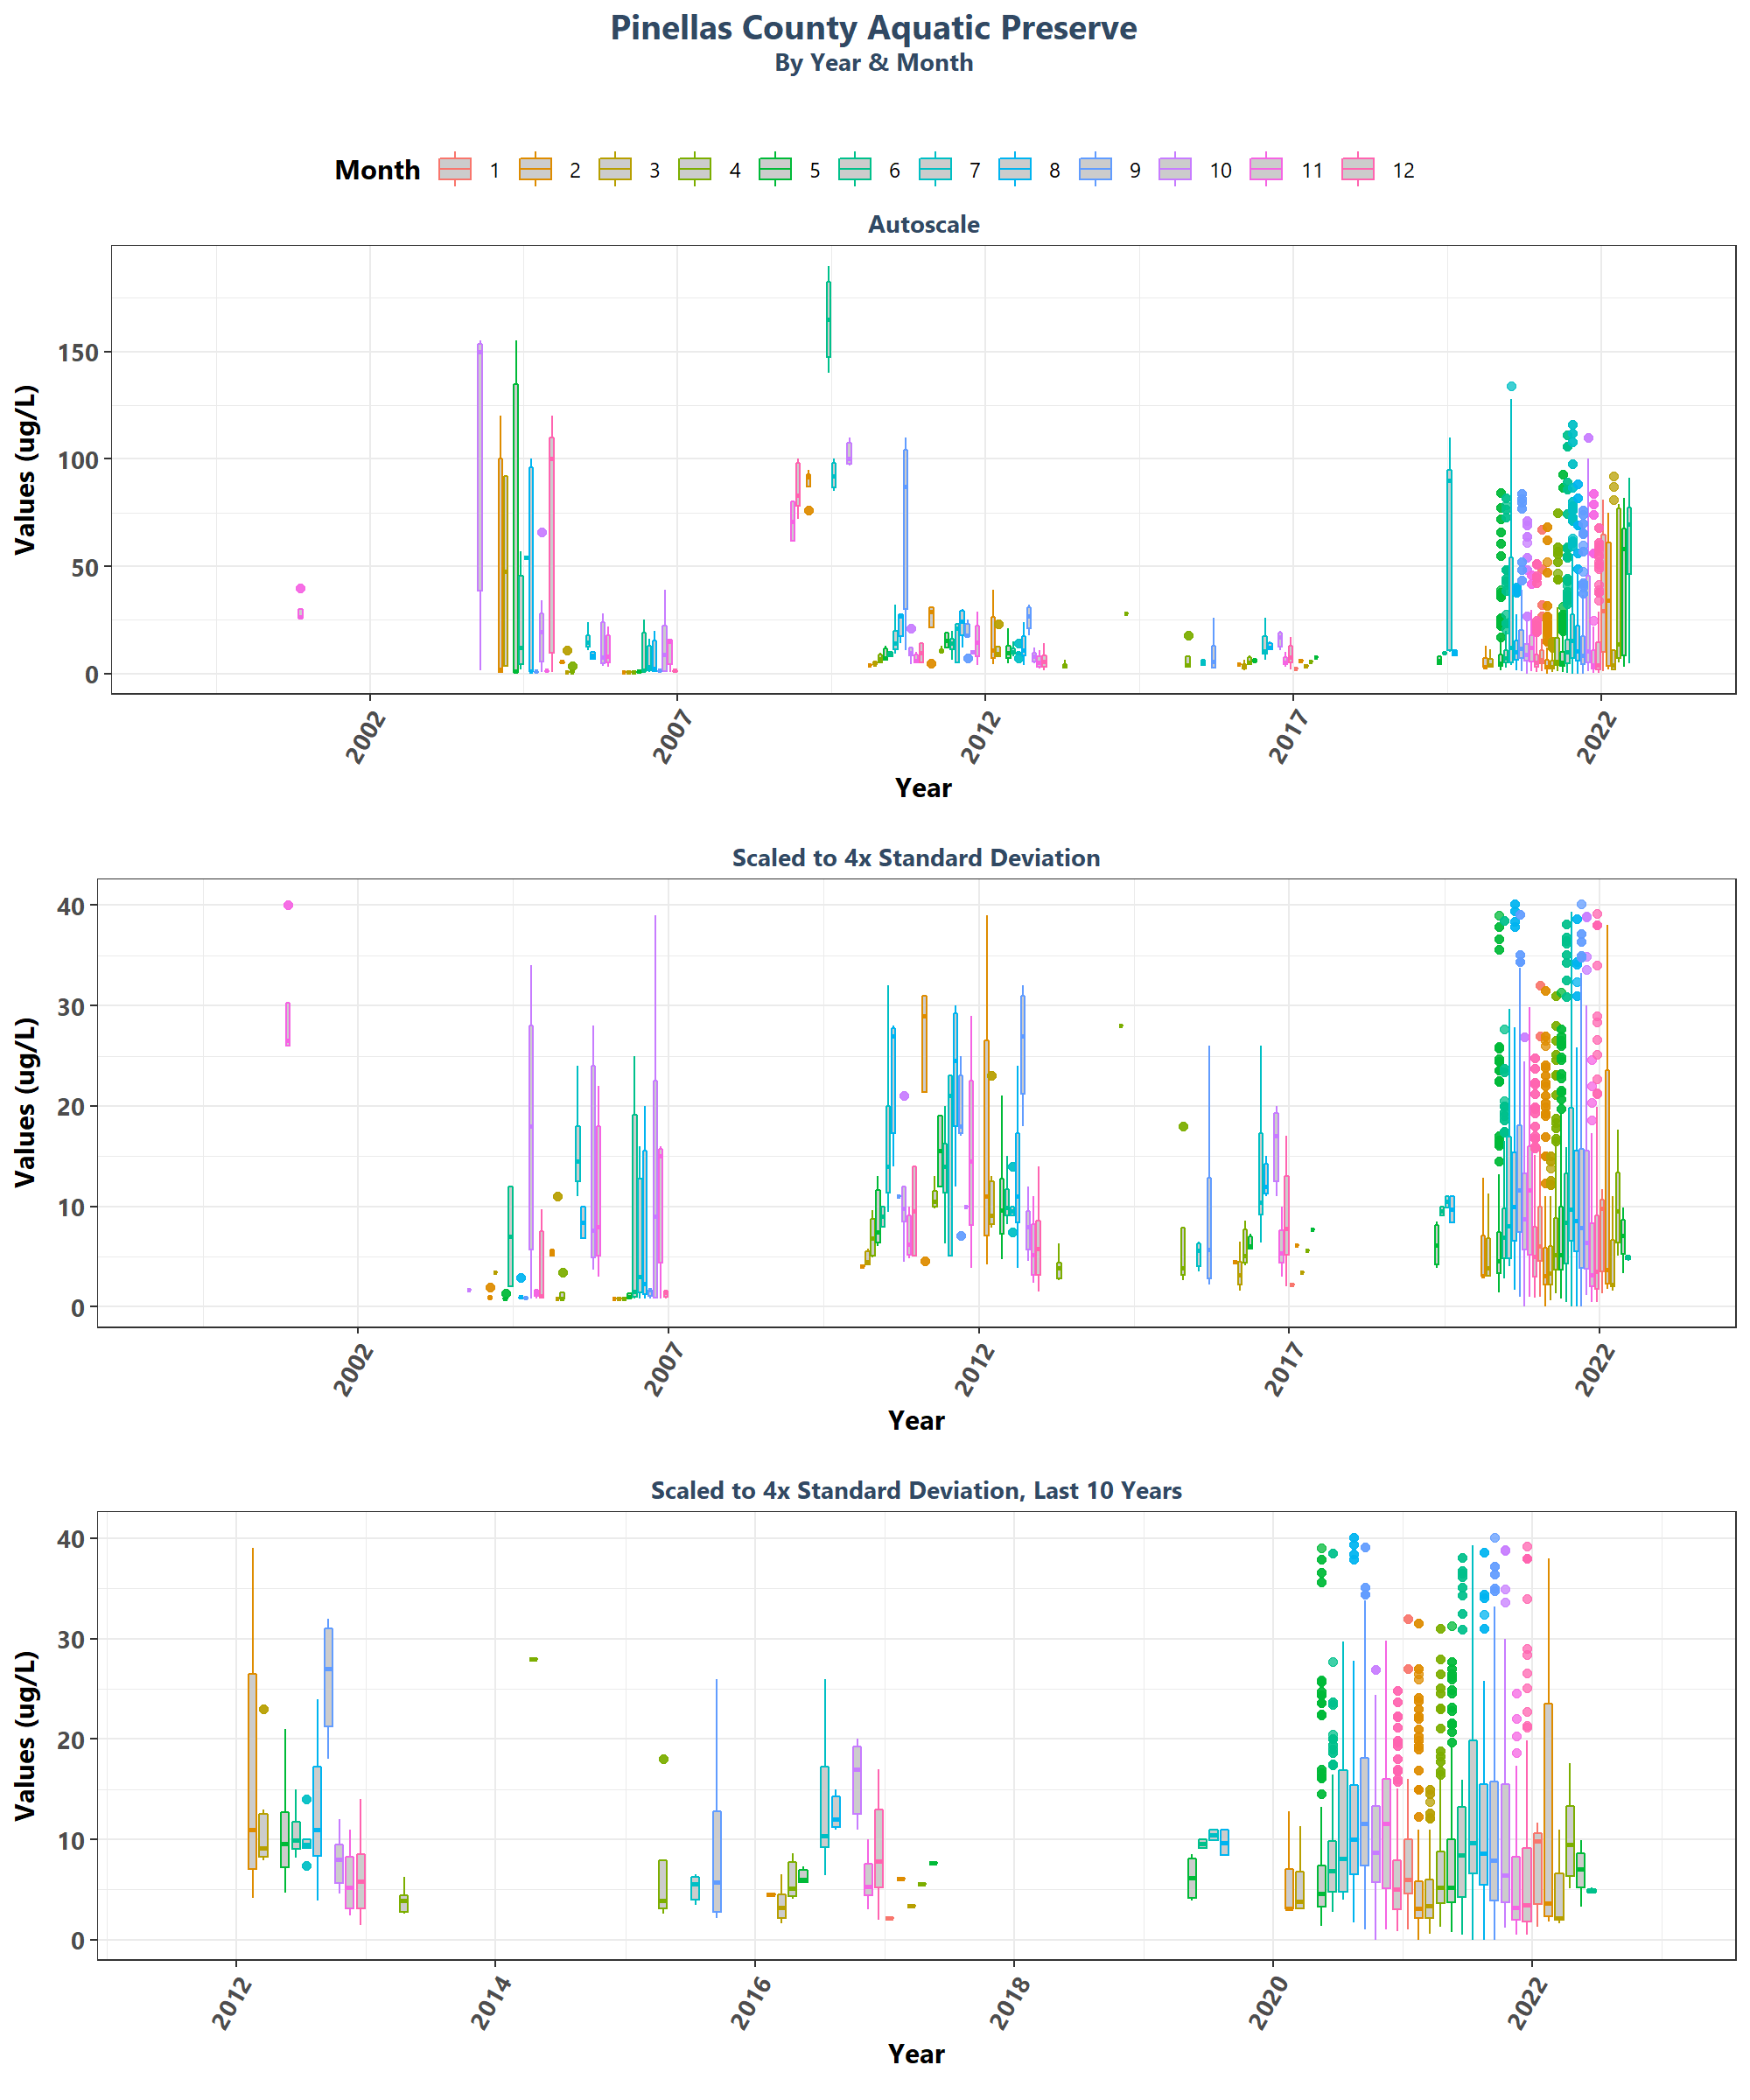 Pinellas County Aquatic Preserve
By Year & Month
Month 1 2 3 4 5 6 7 8 9 10 11 12
Autoscale
Values (ug/L)
150
100
50
0
2002 2007 2012 2017 2022
Year
Scaled to 4x Standard Deviation
Values (ug/L)
40
30
20
10
0
2002 2007 2012 2017 2022
Year
Scaled to 4x Standard Deviation, Last 10 Years
Values (ug/L)
40
30
20
10
0
2012 2014 2016 2018 2020 2022
Year